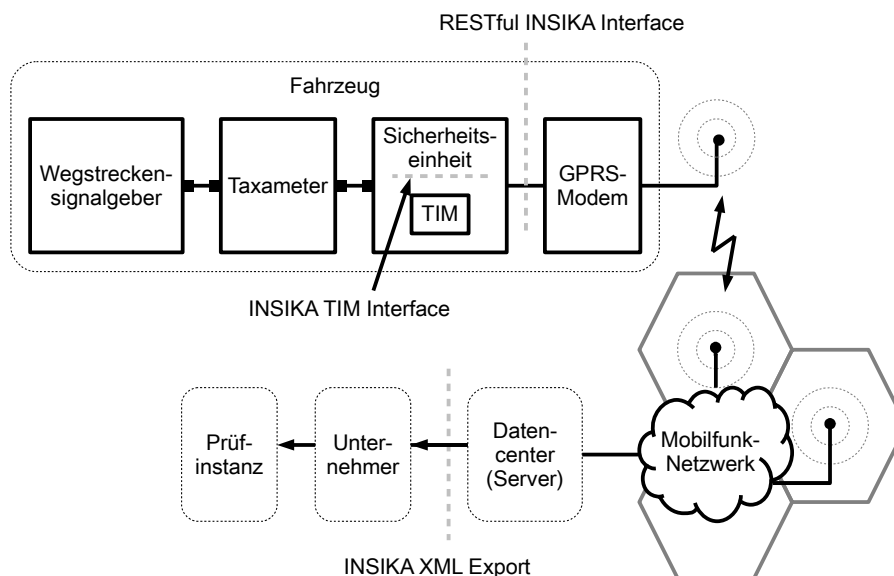 RESTful INSIKA Interface
Fahrzeug
Wegstrecken-
signalgeber
Taxameter
Sicherheits-
einheit
TIM
GPRS-
Modem
INSIKA TIM Interface
Prüf-
instanz
Unter-
nehmer
Daten-
center
(Server)
Mobilfunk-
Netzwerk
INSIKA XML Export